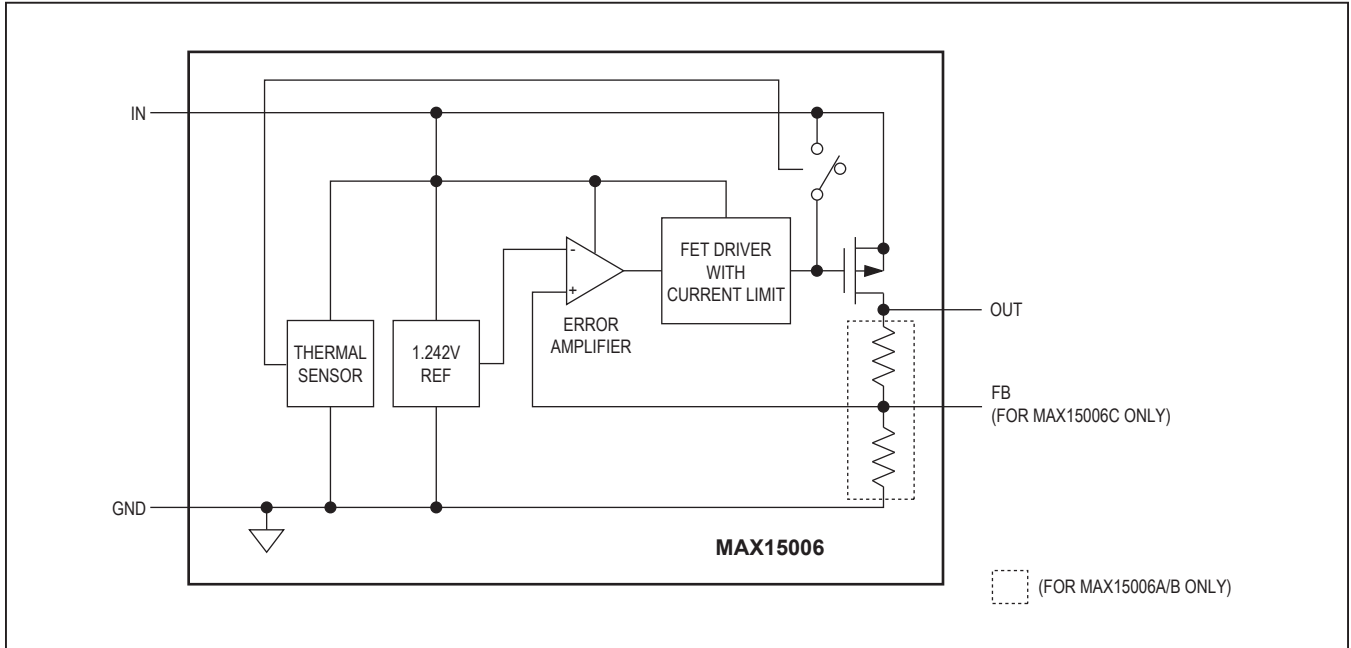 IN
FET DRIVER
WITH
CURRENT LIMIT
-
+
ERROR
AMPLIFIER
OUT
THERMAL
SENSOR
1.242V
REF
FB
(FOR MAX15006C ONLY)
GND
MAX15006
(FOR MAX15006A/B ONLY)